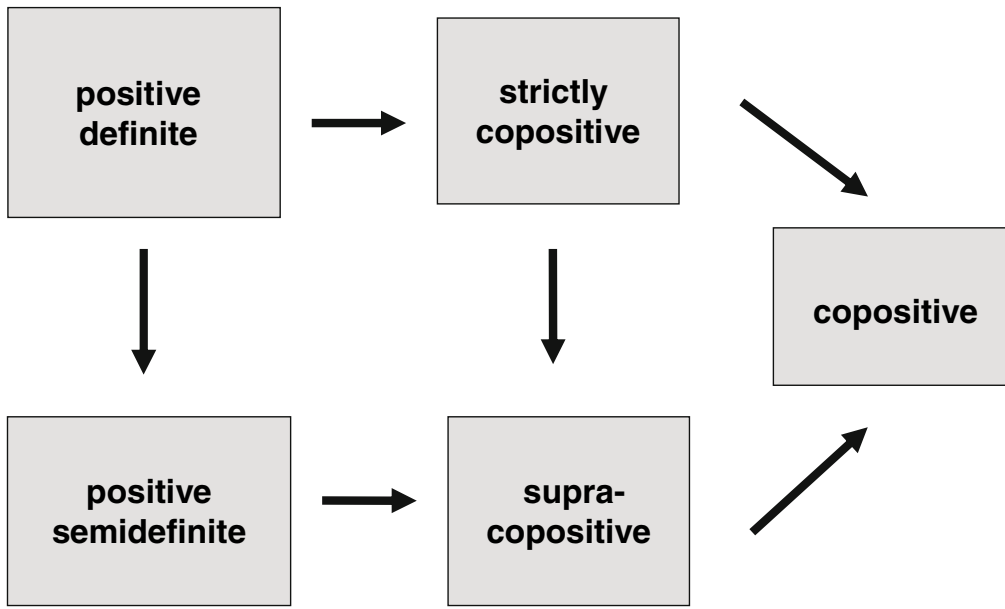 positive
definite
strictly
copositive
copositive
positive
semidefinite
supra-
copositive